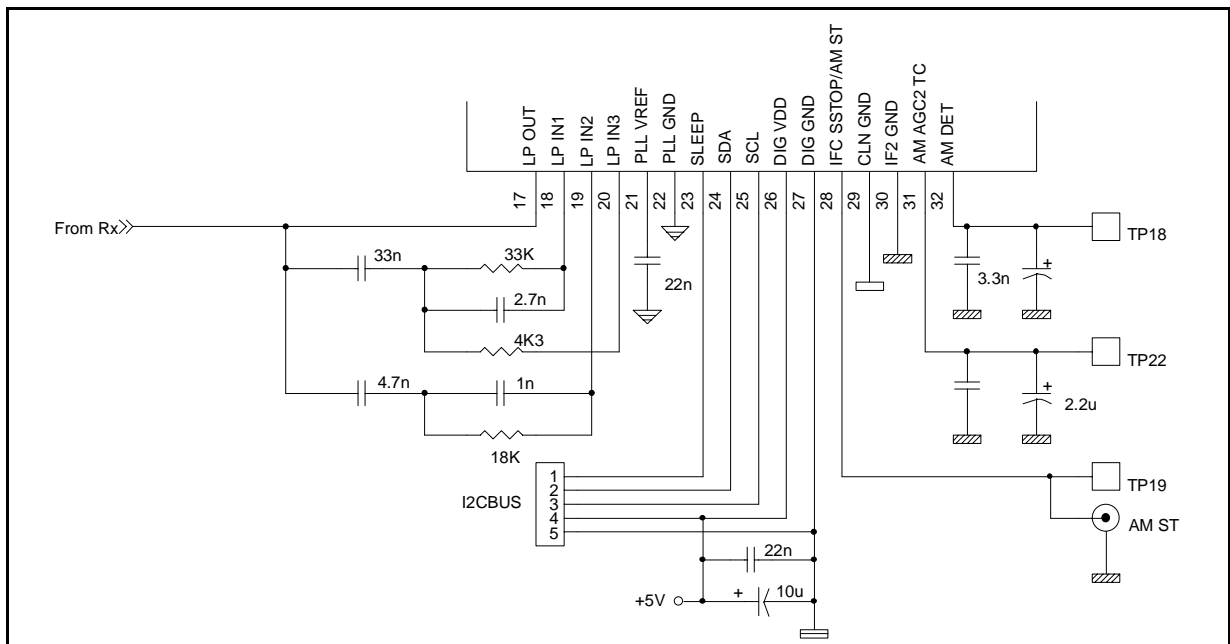 LP OUT
LP IN1
LP IN2
LP IN3
PLL VREF
PLL GND
SLEEP
SDA
SCL
DIG VDD
DIG GND
IFC SSTOP/AM ST
CLN GND
IF2 GND
AM AGC2 TC
AM DET
17
18
19
20
21
22
23
24
25
26
27
28
29
30
31
32
From Rx
TP18
33n
33K
2.7n
22n
3.3n
+
4K3
TP22
4.7n
1n
+
2.2u
18K
I2CBUS
1
2
3
4
5
TP19
AM ST
22n
+5V
+
10u